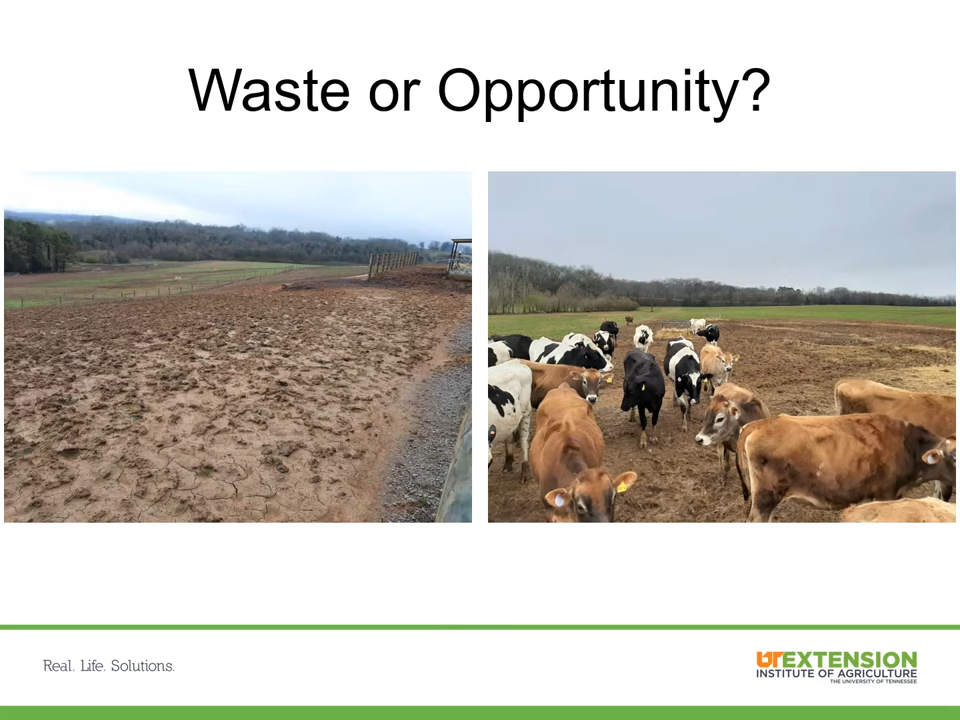 Waste or Opportunity?
Real. Life. Solutions.
UTEXTENSION
INSTITUTE OF AGRICULTURE
THE UNIVERSITY OF TENNESSEE